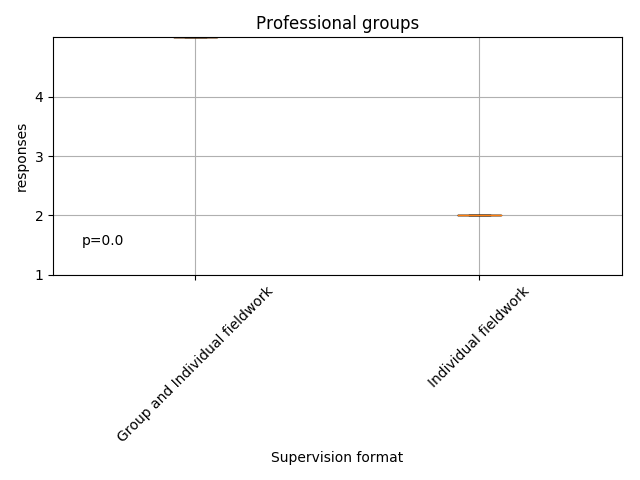 Professional groups
responses
4
3
2
1
p=0.0
Group and Individual fieldwork
Individual fieldwork
Supervision format